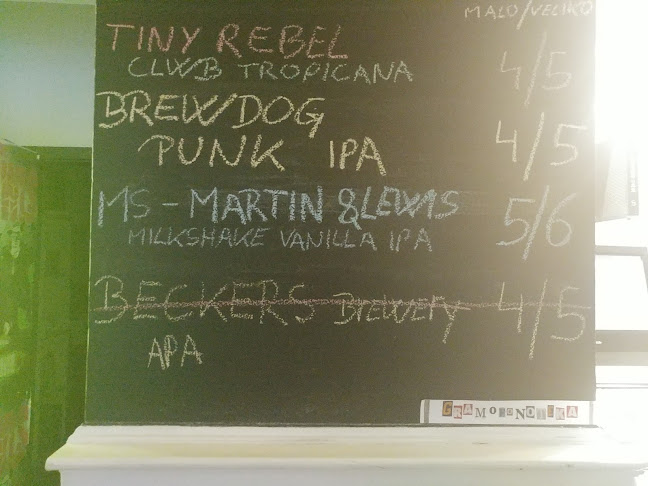 MALO/VELIKO
TINY REBEL
CLWB TROPICANA 4/5
BREWDOG
PUNK IPA 4/5
MS - MARTIN & LEWIS 5/6
MILKSHAKE VANILLA IPA
BECKERS BREWERY 4/5
APA
GRAMOFONOTEKA